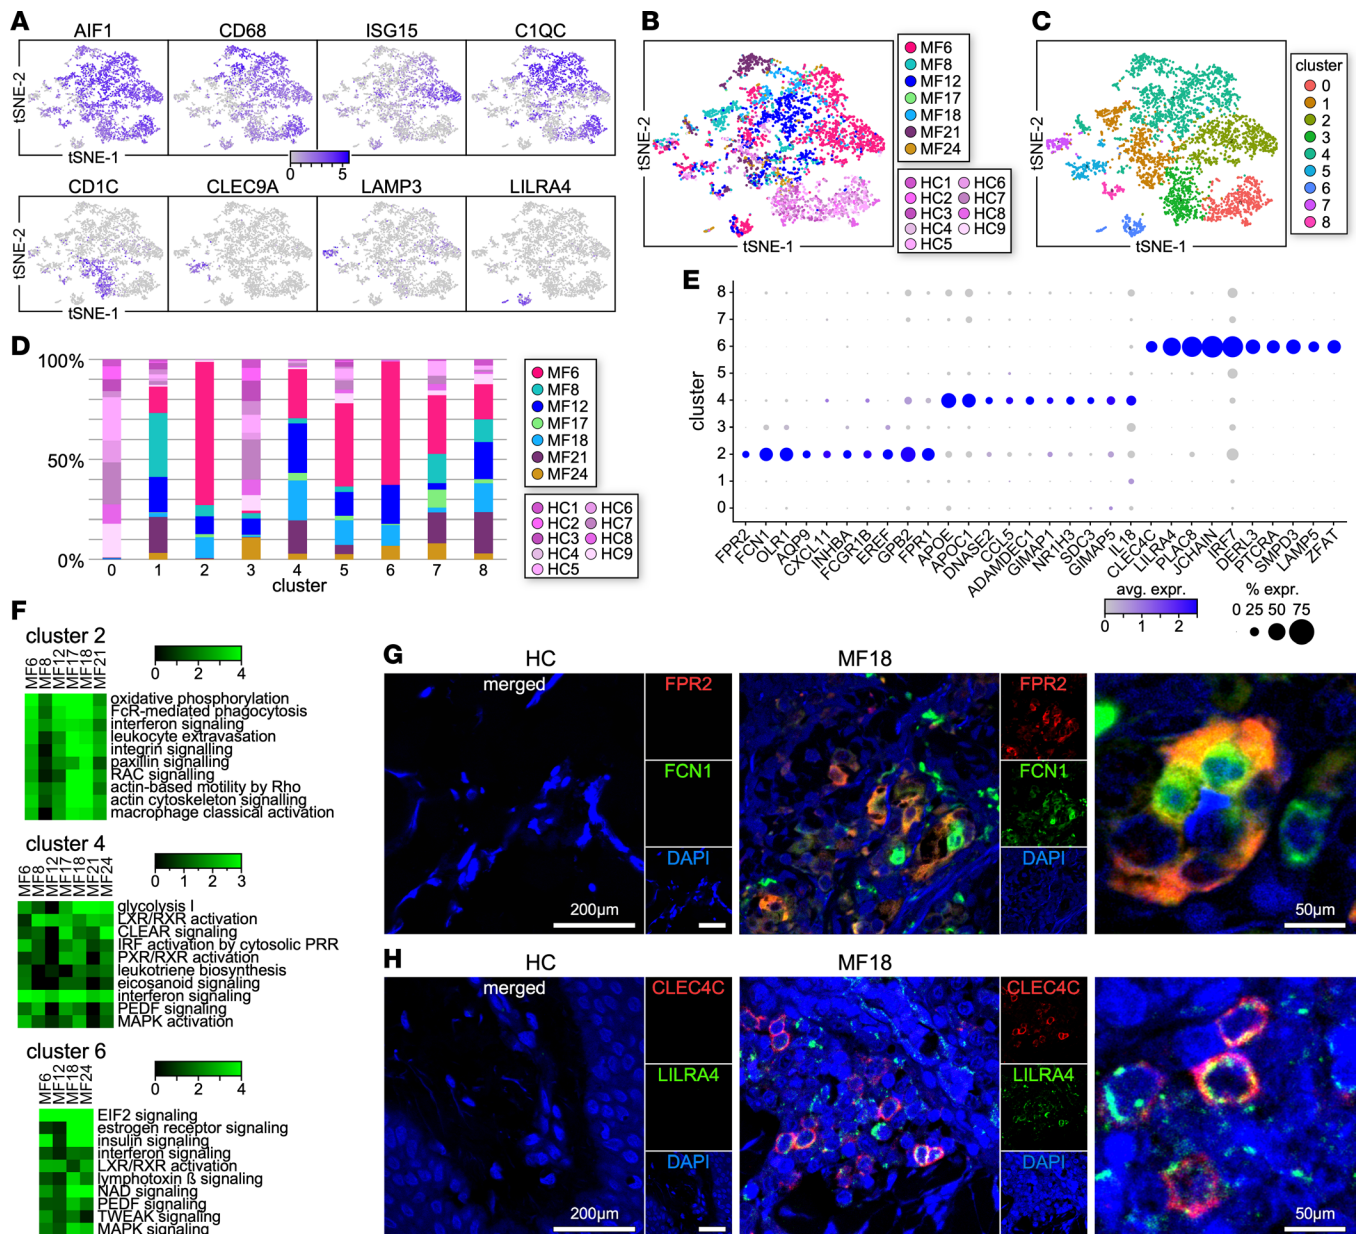 A
AIF1 CD68 ISG15 C1QC
tSNE-2
tSNE-1
0 5
CD1C CLEC9A LAMP3 LILRA4
tSNE-2
tSNE-1
B
tSNE-2
tSNE-1
MF6
MF8
MF12
MF17
MF18
MF21
MF24
HC1 HC6
HC2 HC7
HC3 HC8
HC4 HC9
HC5
C
tSNE-2
tSNE-1
cluster
0
1
2
3
4
5
6
7
8
D
100%
50%
0%
0 1 2 3 4 5 6 7 8
cluster
MF6
MF8
MF12
MF17
MF18
MF21
MF24
HC1 HC6
HC2 HC7
HC3 HC8
HC4 HC9
HC5
E
cluster
8
7
6
5
4
3
2
1
0
FPR2 FCN1 OLR1 AQP9 CXCL11 INHBA FCGR1B EREF GPB2 FPR1 APOE APOC1 DNASE2 CCL5 ADAMDEC1 GIMAP1 NR1H3 SDC3 GIMAP5 IL18 CLEC4C LILRA4 PLAC8 JCHAIN IRF7 DERL3 PTCRA SMPD3 LAMP5 ZFAT
avg. expr.
0 1 2
% expr.
0 25 50 75
F
cluster 2
0 2 4
MF6 MF8 MF12 MF17 MF18 MF21
oxidative phosphorylation
FcR-mediated phagocytosis
interferon signaling
leukocyte extravasation
integrin signalling
paxillin signalling
RAC signalling
actin-based motility by Rho
actin cytoskeleton signalling
macrophage classical activation
cluster 4
0 1 2 3
MF6 MF8 MF12 MF17 MF18 MF21 MF24
glycolysis I
LXR/RXR activation
CLEAR signaling
IRF activation by cytosolic PRR
PXR/RXR activation
leukotriene biosynthesis
eicosanoid signaling
interferon signaling
PEDF signaling
MAPK activation
cluster 6
0 2 4
MF6 MF12 MF18 MF24
EIF2 signaling
estrogen receptor signaling
insulin signaling
interferon signaling
LXR/RXR activation
lymphotoxin ß signaling
NAD signaling
PEDF signaling
TWEAK signaling
MAPK signaling
G
HC
merged
200µm
FPR2
FCN1
DAPI
MF18
FPR2
FCN1
DAPI
50µm
H
HC
merged
200µm
CLEC4C
LILRA4
DAPI
MF18
CLEC4C
LILRA4
DAPI
50µm